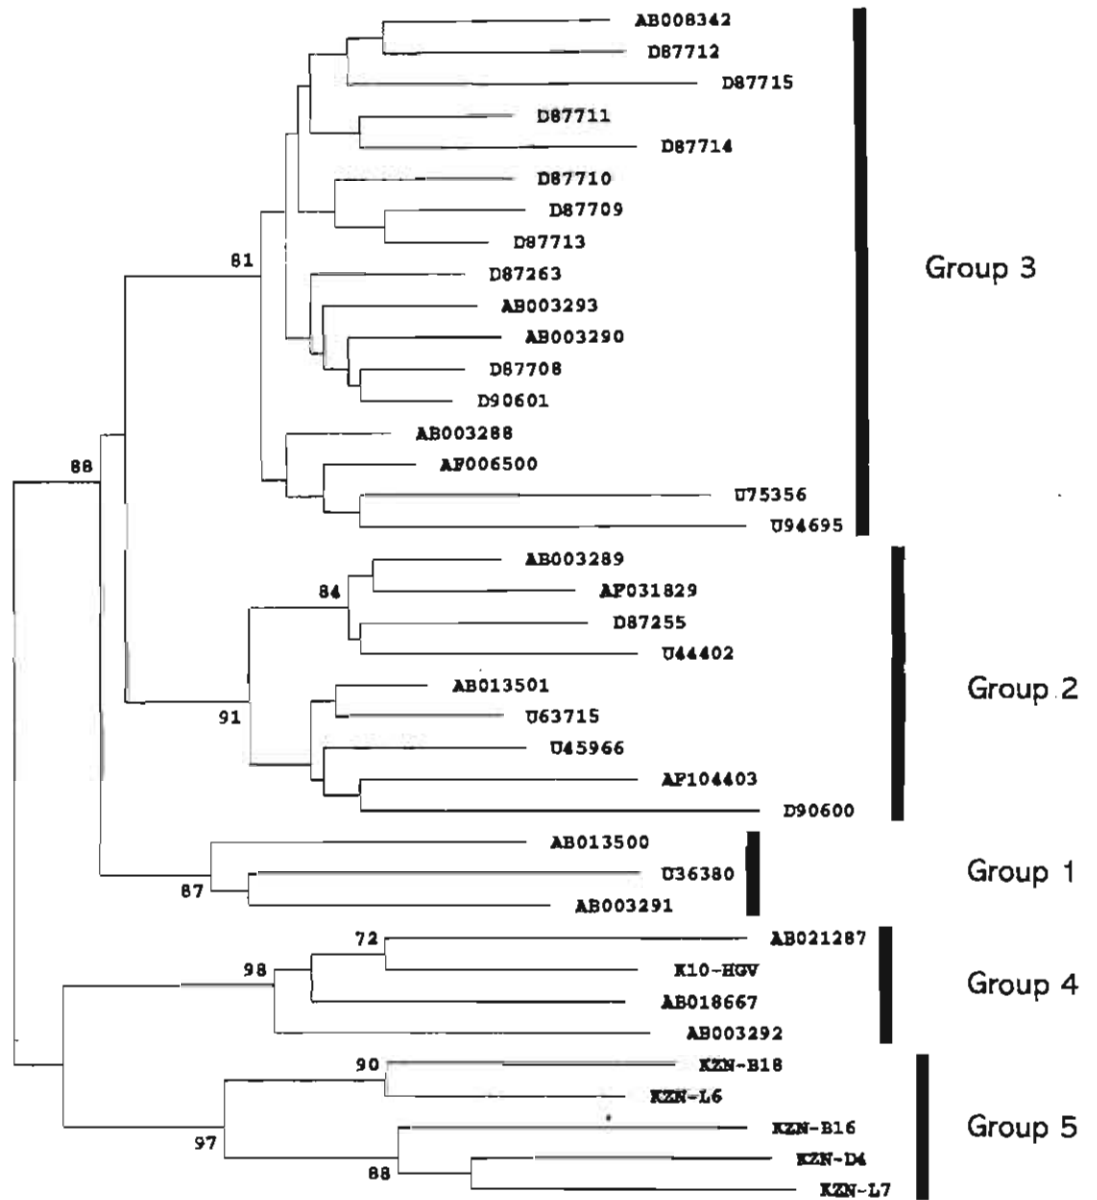 AB008342
D87712
D87715
D87711
D87714
D87710
D87709
D87713
81
Group 3
D87263
AB003293
AB003290
D87708
D90601
AB003288
88
AF006500
U75356
U94695
AB003289
84
AF031829
D87255
U44402
AB013501
Group 2
91
U63715
U45966
AF104403
D90600
AB013500
U36380
Group 1
87
AB003291
72
AB021287
98
K10-HGV
Group 4
AB018667
AB003292
90
KZN-B18
KZN-L6
KZN-B16
Group 5
97
KZN-D4
88
KZN-L7